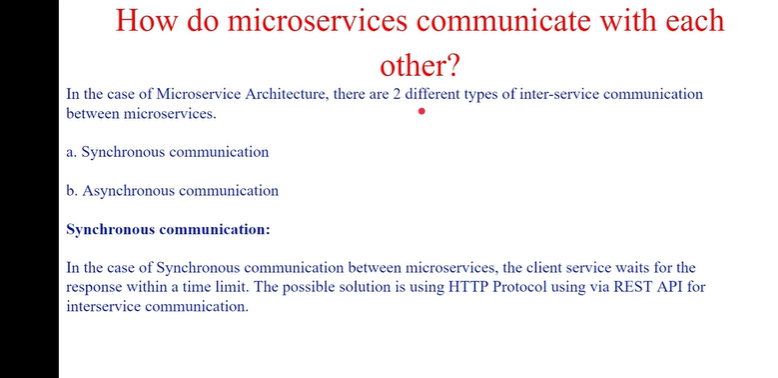 How do microservices communicate with each
other?
In the case of Microservice Architecture, there are 2 different types of inter-service communication
between microservices.
a. Synchronous communication
b. Asynchronous communication
Synchronous communication:
In the case of Synchronous communication between microservices, the client service waits for the
response within a time limit. The possible solution is using HTTP Protocol using via REST API for
interservice communication.